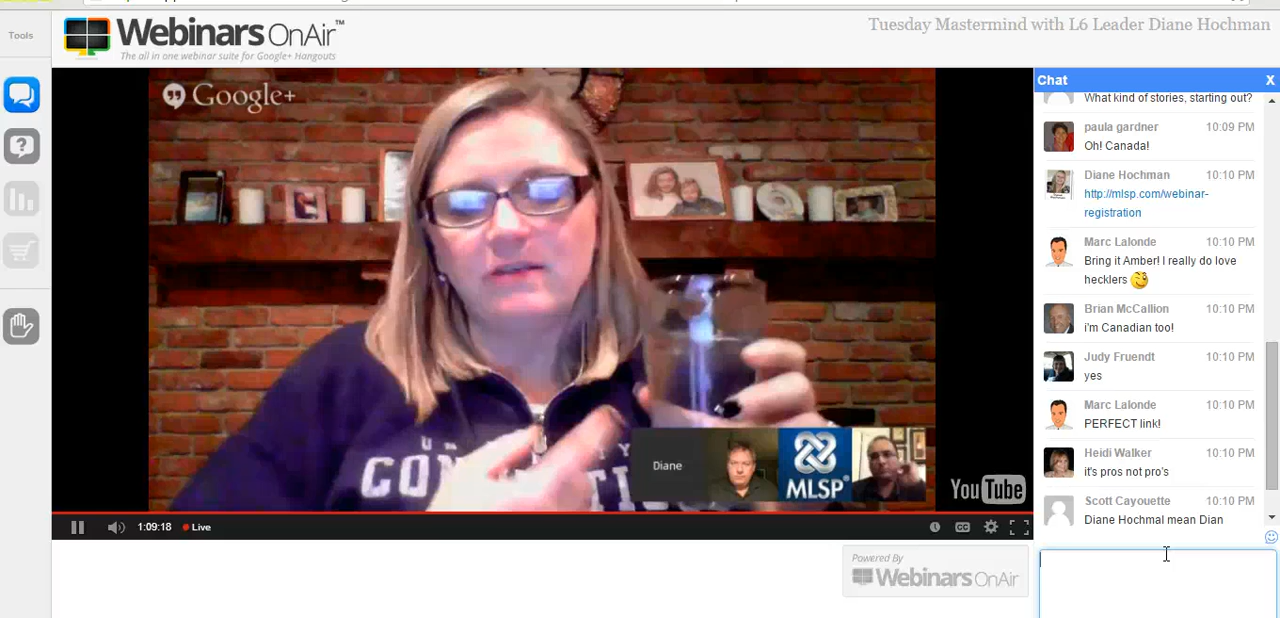 Tools
Webinars OnAir™
The all in one webinar suite for Google+ Hangouts
Tuesday Mastermind with L6 Leader Diane Hochman
Google+
Diane
MLSP®
YouTube
1:09:18 Live
CC
Powered By
Webinars OnAir
Chat X
What kind of stories, starting out?
paula gardner 10:09 PM
Oh! Canada!
Diane Hochman 10:10 PM
http://mlsp.com/webinar-
registration
Marc Lalonde 10:10 PM
Bring it Amber! I really do love
hecklers
Brian McCallion 10:10 PM
i'm Canadian too!
Judy Fruendt 10:10 PM
yes
Marc Lalonde 10:10 PM
PERFECT link!
Heidi Walker 10:10 PM
it's pros not pro's
Scott Cayouette 10:10 PM
Diane Hochmal mean Dian